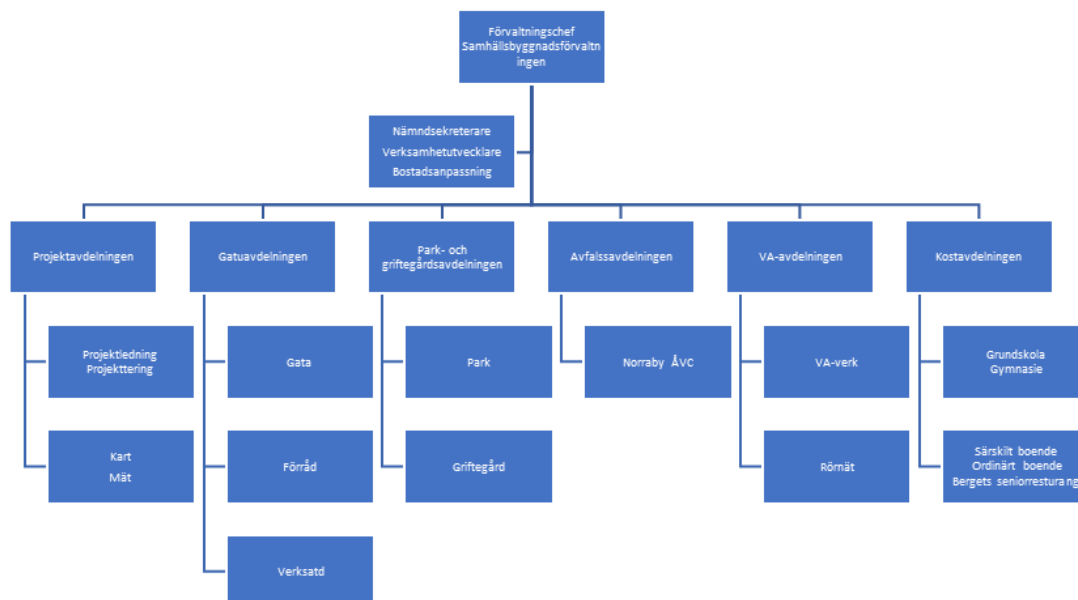 Förvaltningschef
Samhällsbyggnadsförvaltn
ingen
Nämndsekreterare
Verksamhetutvecklare
Bostadsanpassning
Projektavdelningen
Gatuavdelningen
Park- och
griftegårdsavdelningen
Avfalssavdelningen
VA-avdelningen
Kostavdelningen
Projektledning
Projekttering
Gata
Park
Norraby ÅVC
VA-verk
Grundskola
Gymnasie
Kart
Mät
Förråd
Griftegård
Rörnät
Särskilt boende
Ordinärt boende
Bergets seniorresturang
Verksatd